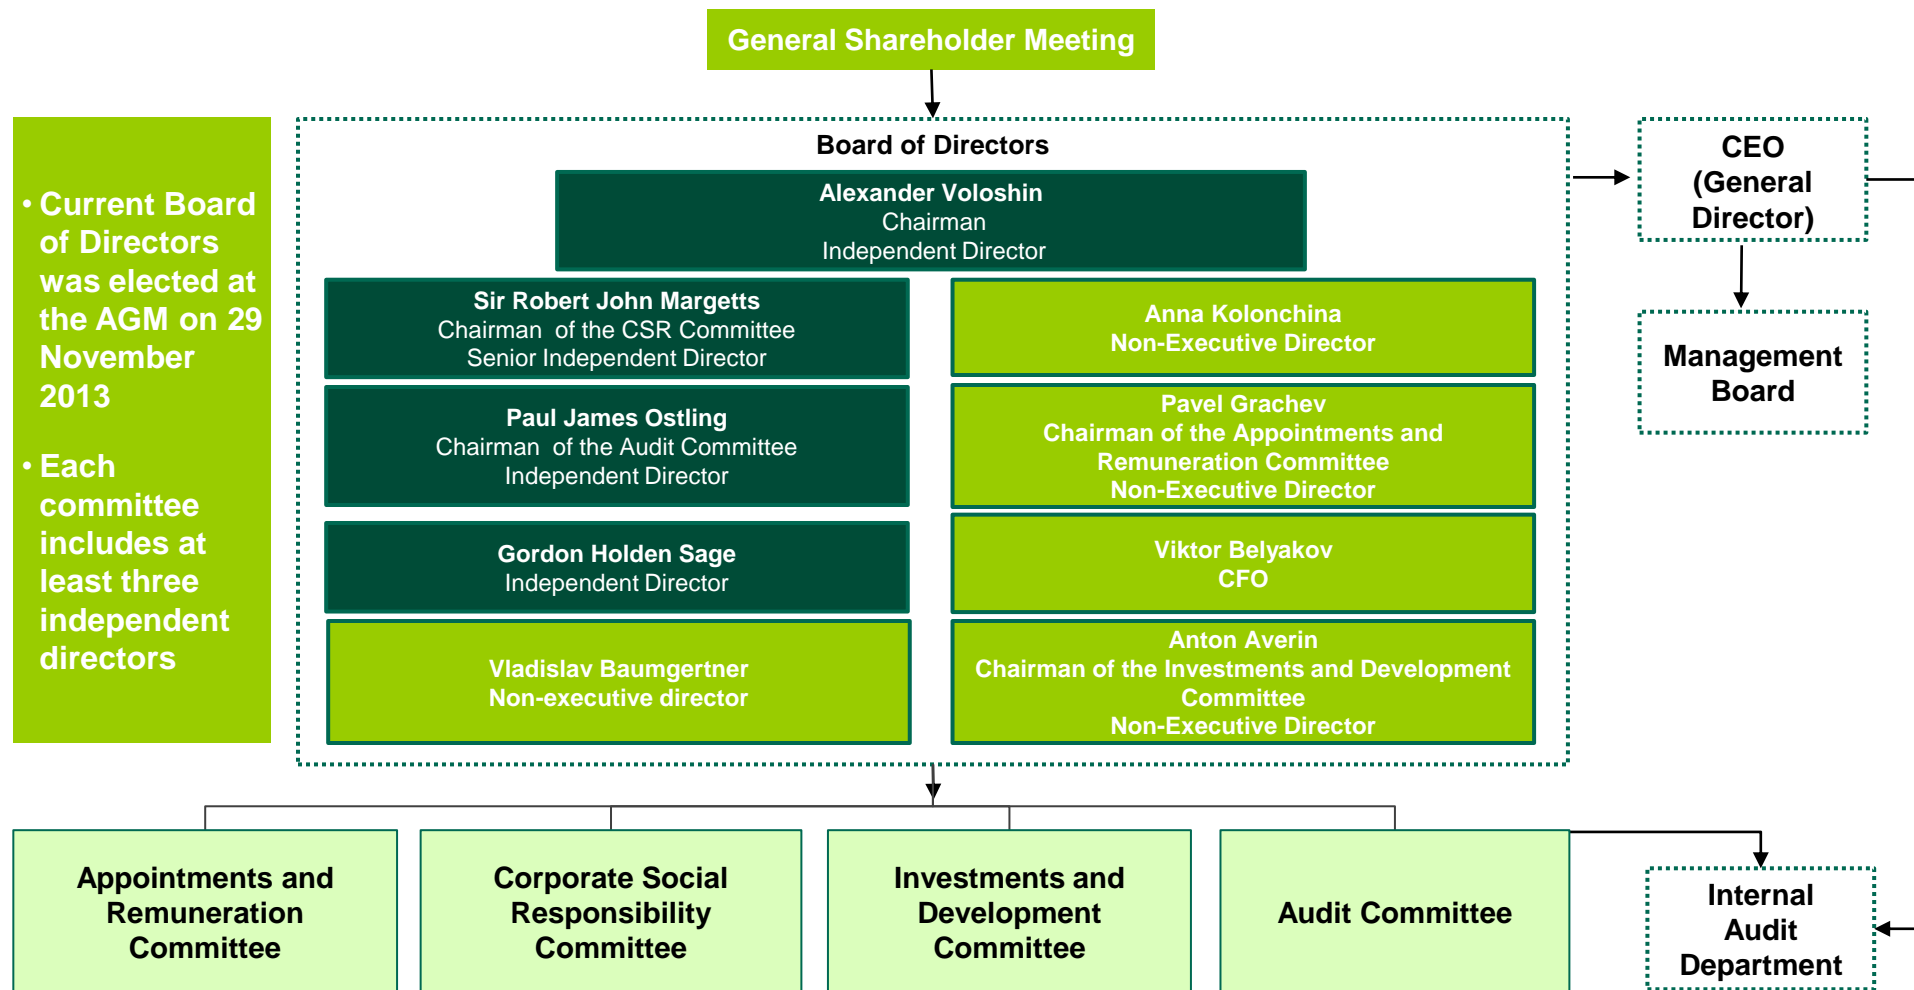 General Shareholder Meeting
• Current Board
of Directors
was elected at
the AGM on 29
November
2013
• Each
committee
includes at
least three
independent
directors
Board of Directors
Alexander Voloshin
Chairman
Independent Director
Sir Robert John Margetts
Chairman of the CSR Committee
Senior Independent Director
Anna Kolonchina
Non-Executive Director
Paul James Ostling
Chairman of the Audit Committee
Independent Director
Pavel Grachev
Chairman of the Appointments and
Remuneration Committee
Non-Executive Director
Gordon Holden Sage
Independent Director
Viktor Belyakov
CFO
Vladislav Baumgertner
Non-executive director
Anton Averin
Chairman of the Investments and Development
Committee
Non-Executive Director
CEO
(General
Director)
Management
Board
Appointments and
Remuneration
Committee
Corporate Social
Responsibility
Committee
Investments and
Development
Committee
Audit Committee
Internal
Audit
Department